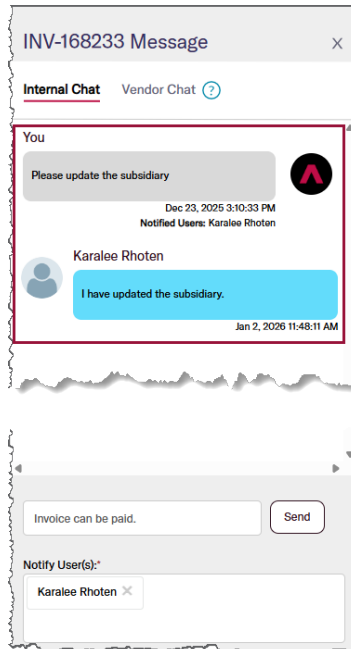 INV-168233 Message X
Internal Chat Vendor Chat ?
You
Please update the subsidiary
Dec 23, 2025 3:10:33 PM
Notified Users: Karalee Rhoten
Karalee Rhoten
I have updated the subsidiary.
Jan 2, 2026 11:48:11 AM
Invoice can be paid. Send
Notify User(s):*
Karalee Rhoten ×